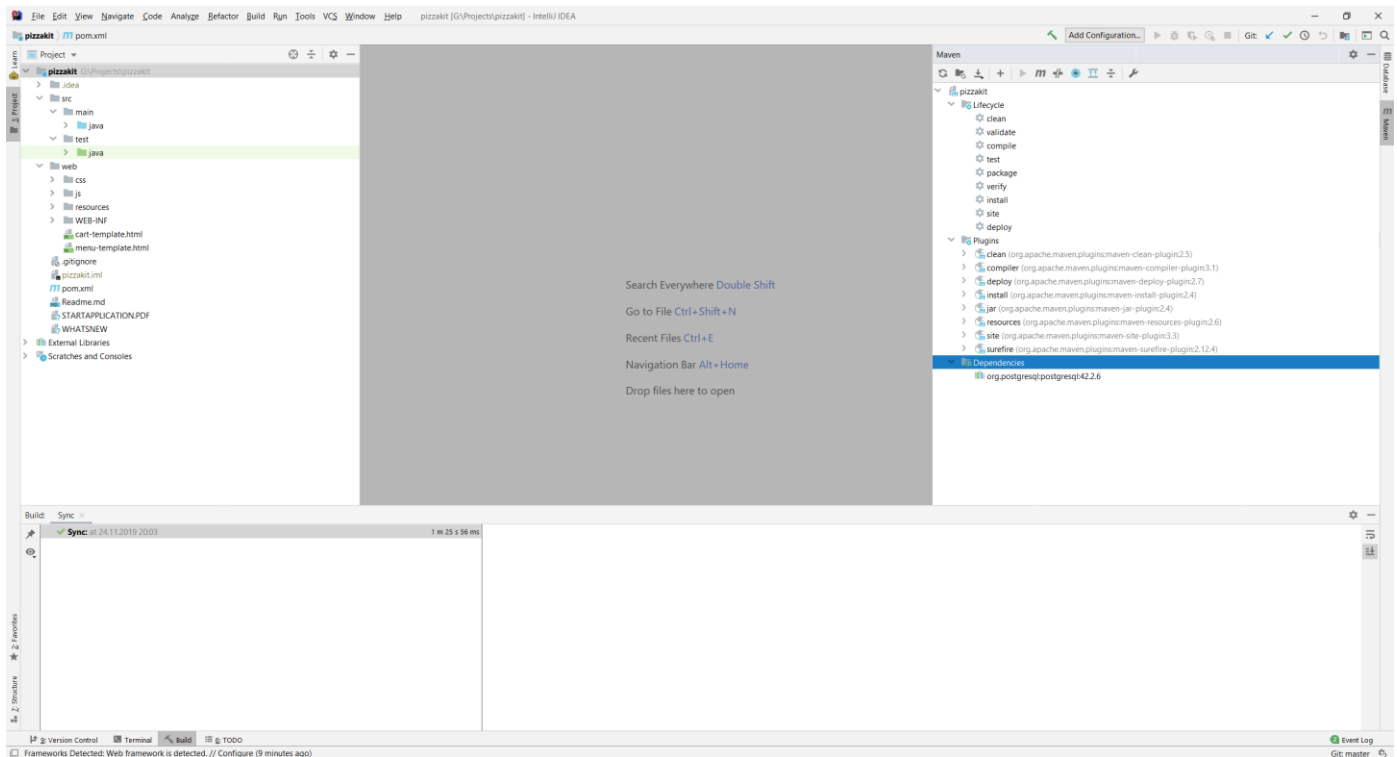 File Edit View Navigate Code Analyze Refactor Build Run Tools VCS Window Help pizzakit [G:\Projects\pizzakit] - IntelliJ IDEA
pizzakit pom.xml Add Configuration... Git:
Learn
1: Project
Project
pizzakit G:\Projects\pizzakit
.idea
src
main
java
test
java
web
css
js
resources
WEB-INF
cart-template.html
menu-template.html
.gitignore
pizzakit.iml
pom.xml
Readme.md
STARTAPPLICATION.PDF
WHATSNEW
External Libraries
Scratches and Consoles
Search Everywhere Double Shift
Go to File Ctrl+Shift+N
Recent Files Ctrl+E
Navigation Bar Alt+Home
Drop files here to open
Maven
pizzakit
Lifecycle
clean
validate
compile
test
package
verify
install
site
deploy
Plugins
clean (org.apache.maven.plugins:maven-clean-plugin:2.5)
compiler (org.apache.maven.plugins:maven-compiler-plugin:3.1)
deploy (org.apache.maven.plugins:maven-deploy-plugin:2.7)
install (org.apache.maven.plugins:maven-install-plugin:2.4)
jar (org.apache.maven.plugins:maven-jar-plugin:2.4)
resources (org.apache.maven.plugins:maven-resources-plugin:2.6)
site (org.apache.maven.plugins:maven-site-plugin:3.3)
surefire (org.apache.maven.plugins:maven-surefire-plugin:2.12.4)
Dependencies
org.postgresql:postgresql:42.2.6
Database
Maven
Build: Sync
Sync: at 24.11.2019 20:03 1 m 25 s 56 ms
2: Favorites
Z: Structure
9: Version Control Terminal Build 6: TODO 2 Event Log
Frameworks Detected: Web framework is detected. // Configure (9 minutes ago) Git: master